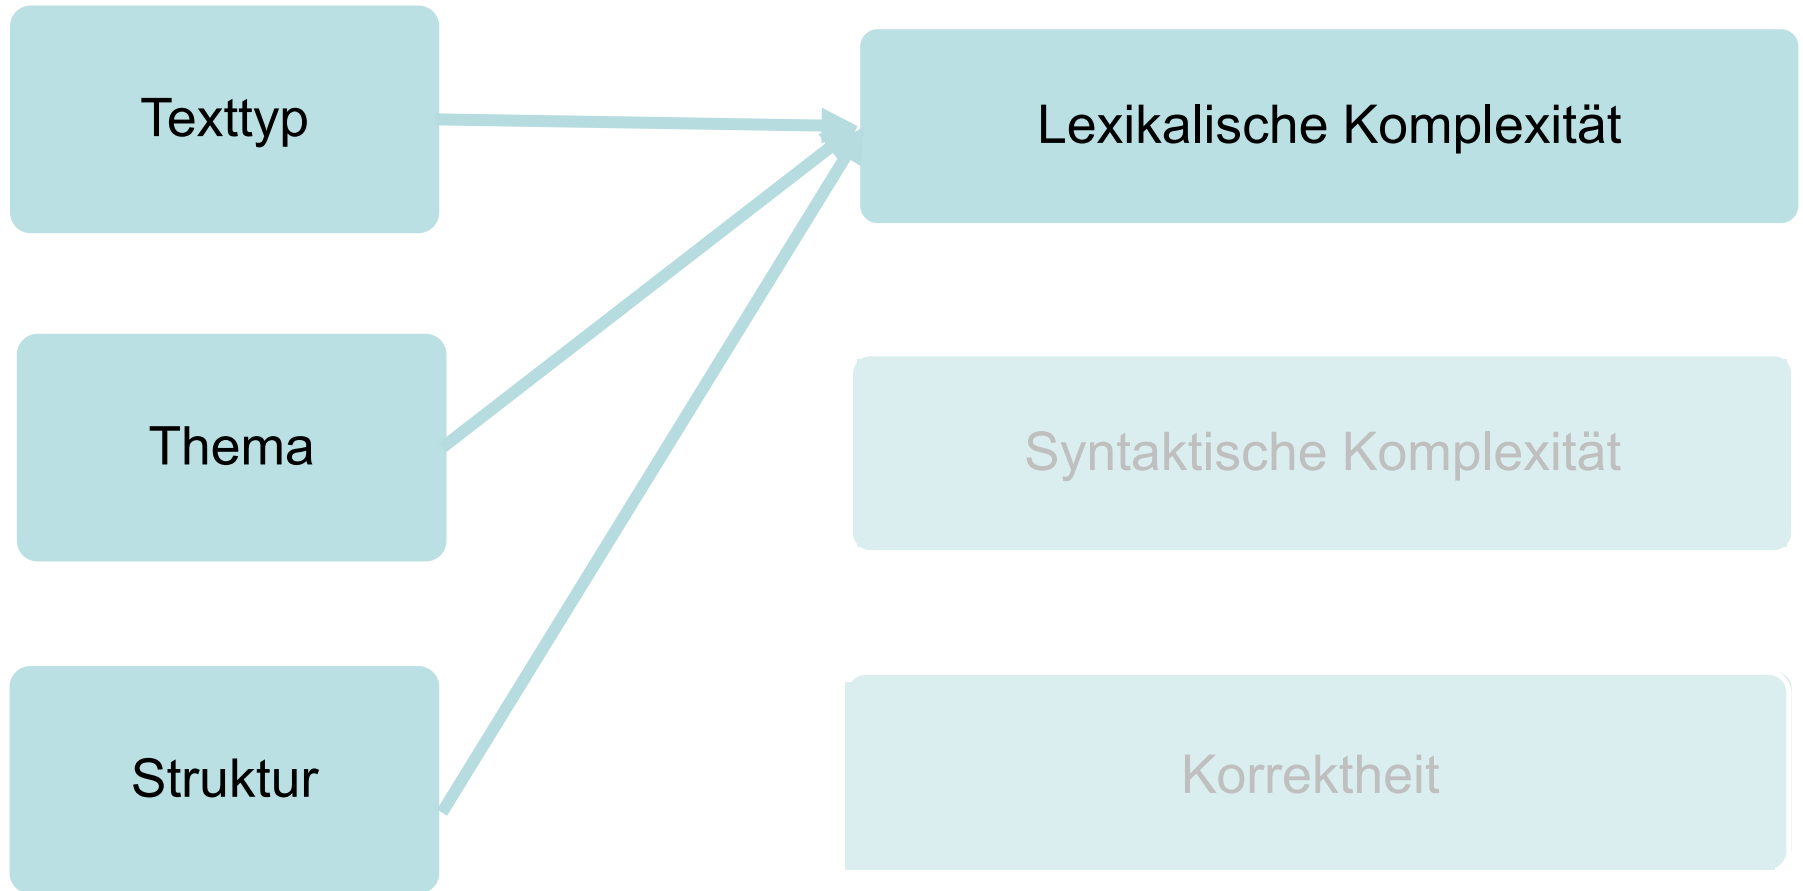 Texttyp
Lexikalische Komplexität
Thema
Syntaktische Komplexität
Struktur
Korrektheit